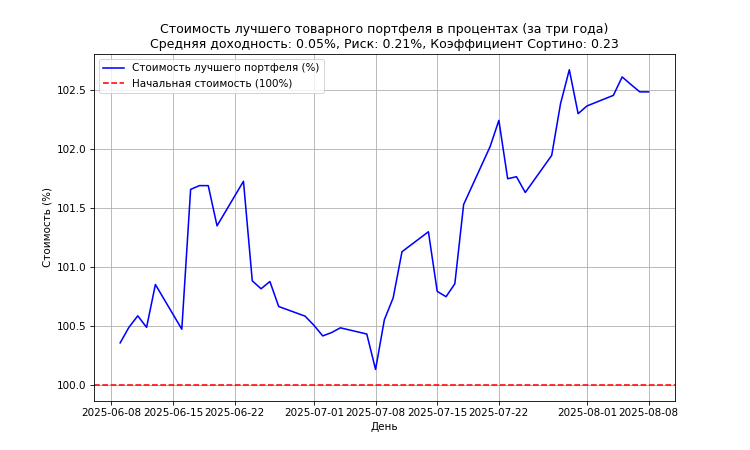 Стоимость лучшего товарного портфеля в процентах (за три года)
Средняя доходность: 0.05%, Риск: 0.21%, Коэффициент Сортино: 0.23
Стоимость лучшего портфеля (%)
Начальная стоимость (100%)
Стоимость (%)
102.5
102.0
101.5
101.0
100.5
100.0
2025-06-08 2025-06-15 2025-06-22 2025-07-01 2025-07-08 2025-07-15 2025-07-22 2025-08-01 2025-08-08
День